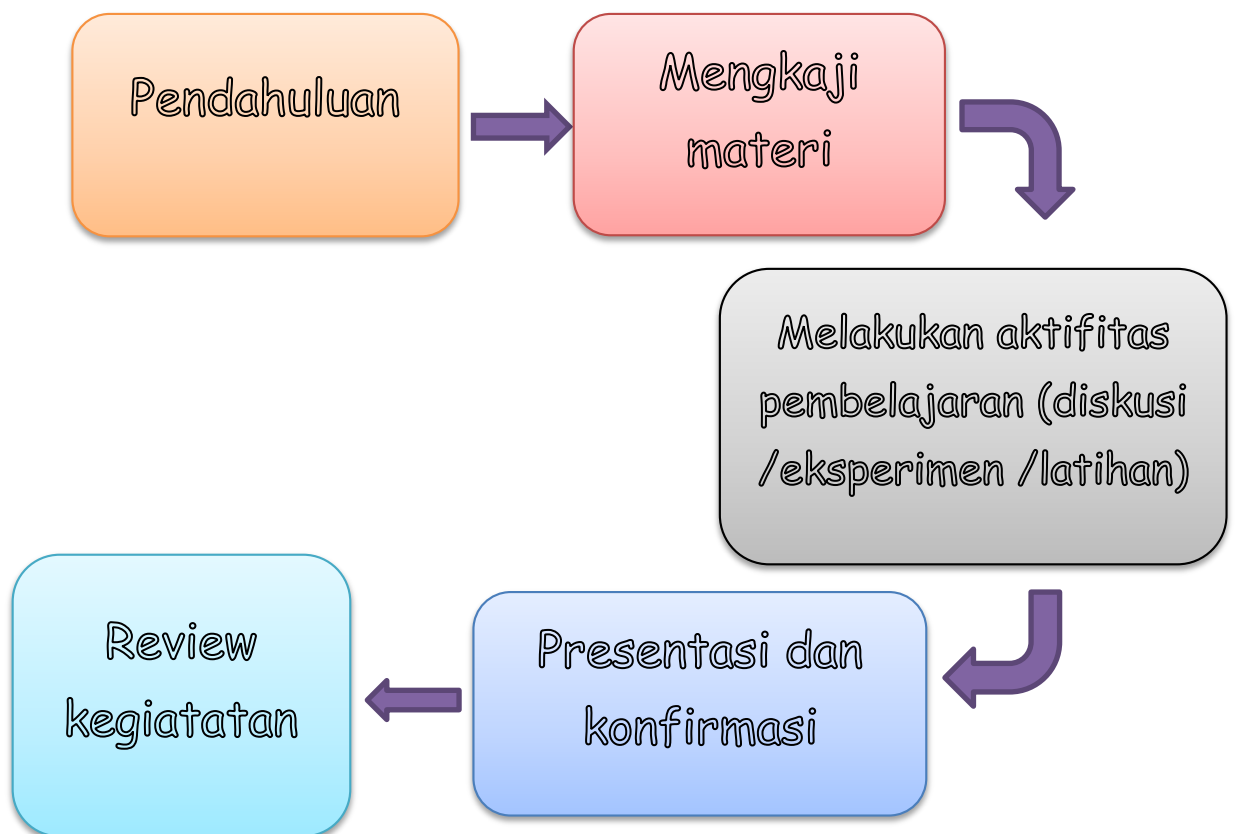 Pendahuluan
Mengkaji
materi
Melakukan aktifitas
pembelajaran (diskusi
/eksperimen /latihan)
Presentasi dan
konfirmasi
Review
kegiatatan